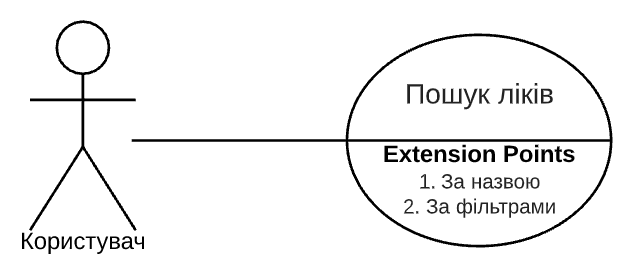 Пошук ліків
Extension Points
1. За назвою
2. За фільтрами
Користувач